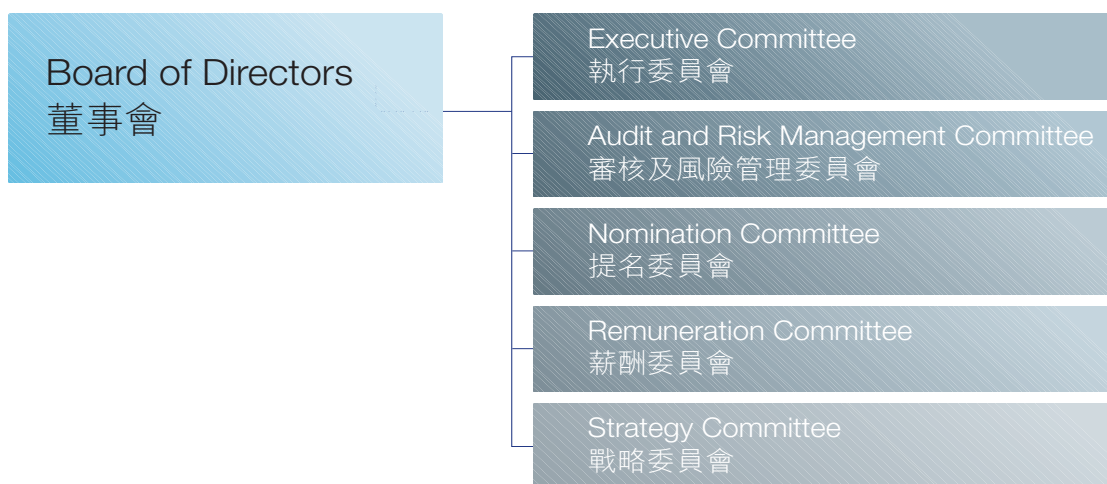 Board of Directors
董事會
Executive Committee
執行委員會
Audit and Risk Management Committee
審核及風險管理委員會
Nomination Committee
提名委員會
Remuneration Committee
薪酬委員會
Strategy Committee
戰略委員會